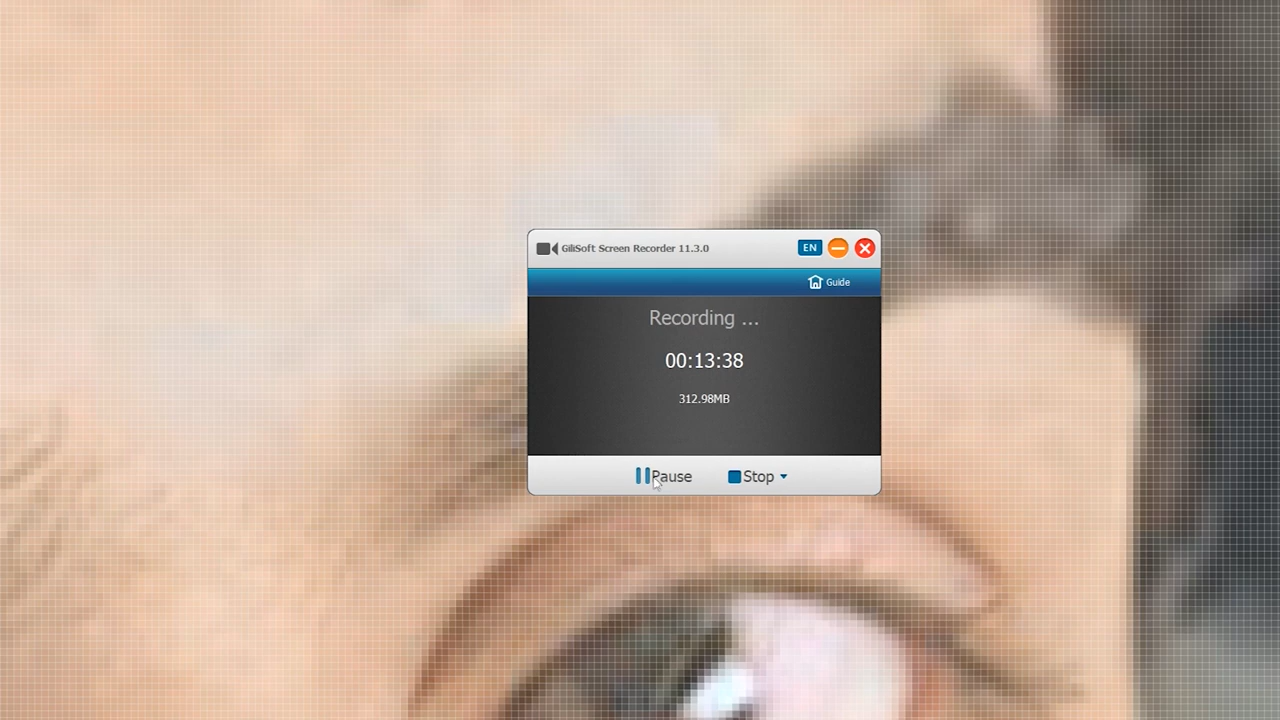 GiliSoft Screen Recorder 11.3.0
EN
Guide
Recording ...
00:13:38
312.98MB
Pause
Stop